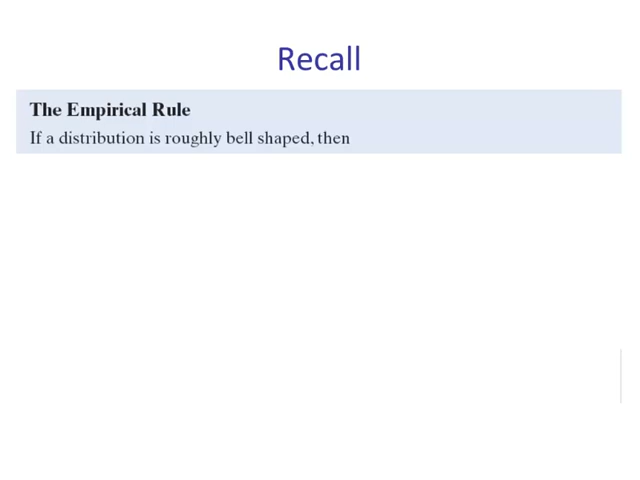 Recall
The Empirical Rule
If a distribution is roughly bell shaped, then